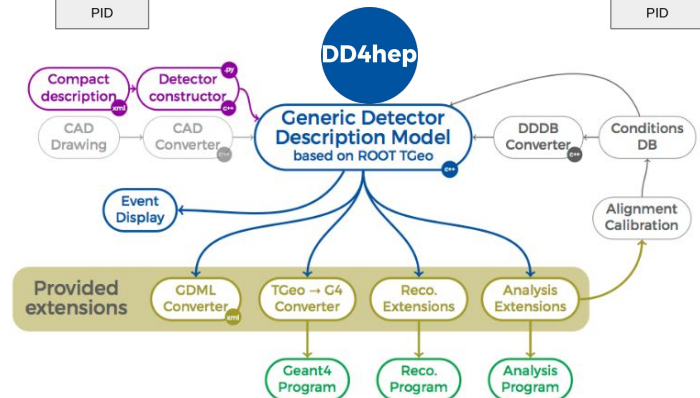 PID
PID
DD4hep
Compact
description
xml
Detector
constructor
.py
c++
CAD
Drawing
CAD
Converter
c++
Generic Detector
Description Model
based on ROOT TGeo
c++
DDDB
Converter
c++
Conditions
DB
Event
Display
Alignment
Calibration
Provided
extensions
GDML
Converter
xml
TGeo → G4
Converter
Reco.
Extensions
Analysis
Extensions
Geant4
Program
Reco.
Program
Analysis
Program